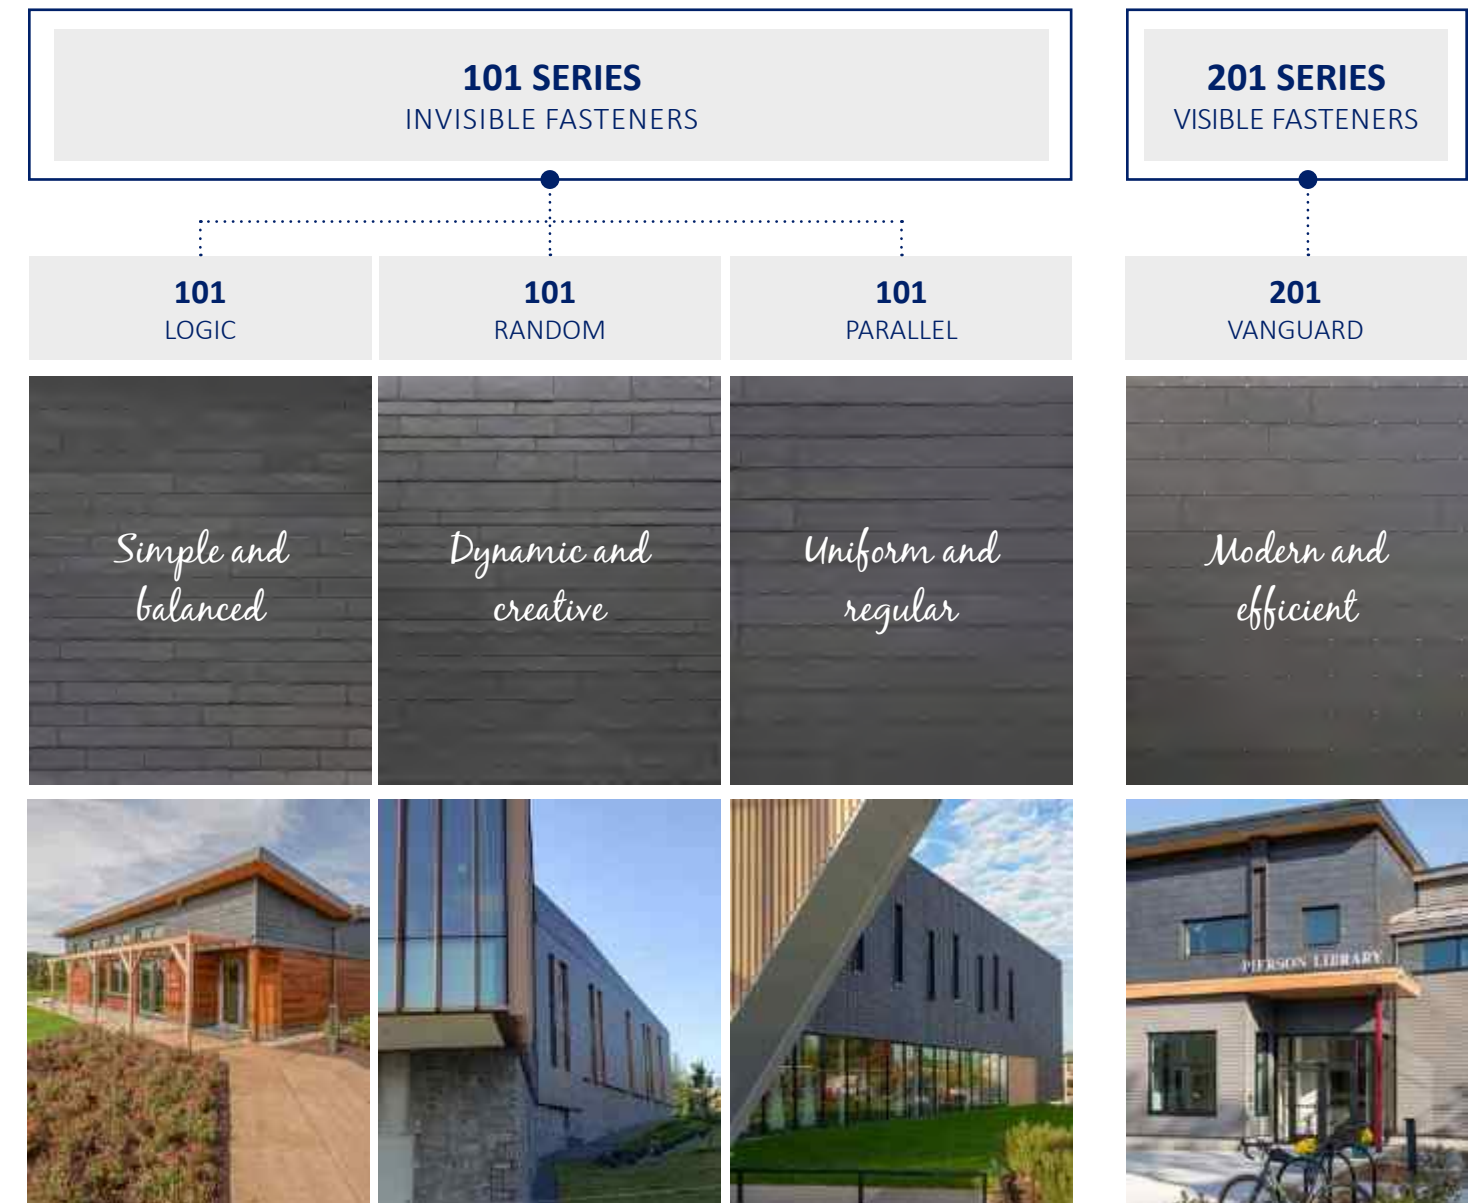 101 SERIES
INVISIBLE FASTENERS
201 SERIES
VISIBLE FASTENERS
101
LOGIC
101
RANDOM
101
PARALLEL
201
VANGUARD
Simple and
balanced
Dynamic and
creative
Uniform and
regular
Modern and
efficient
PIERSON LIBRARY